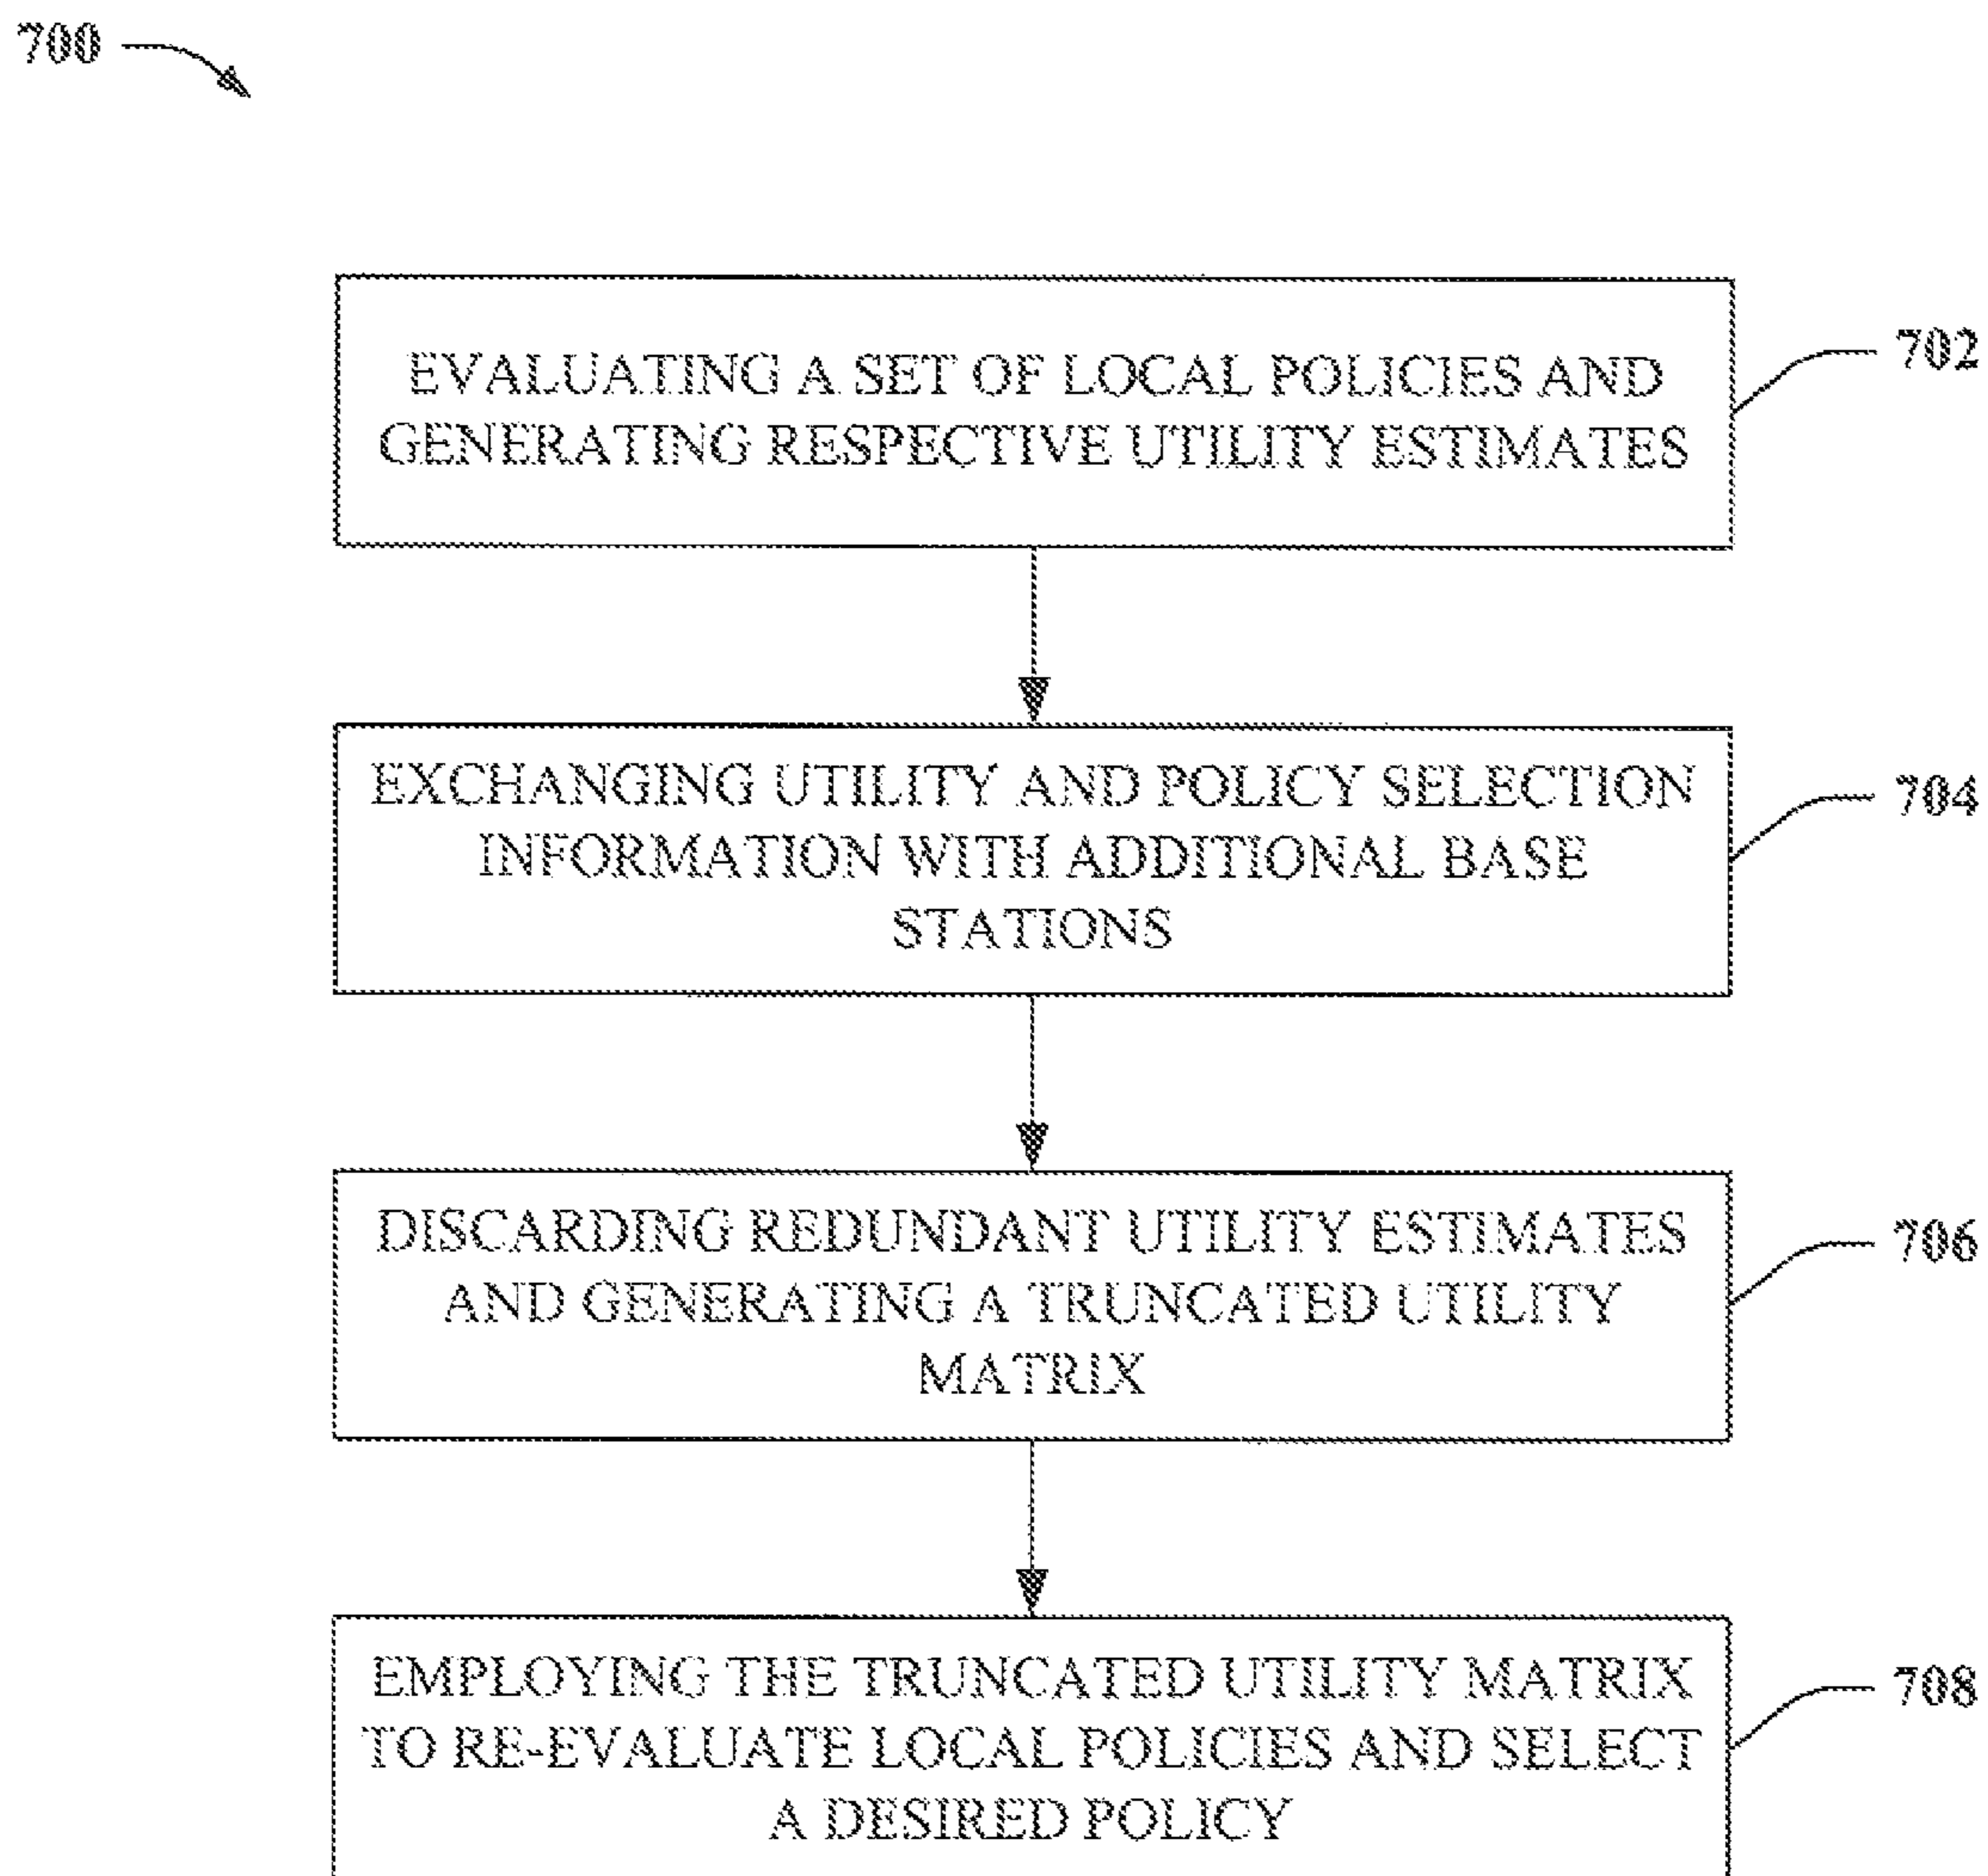 700
EVALUATING A SET OF LOCAL POLICIES AND
GENERATING RESPECTIVE UTILITY ESTIMATES
702
EXCHANGING UTILITY AND POLICY SELECTION
INFORMATION WITH ADDITIONAL BASE
STATIONS
704
DISCARDING REDUNDANT UTILITY ESTIMATES
AND GENERATING A TRUNCATED UTILITY
MATRIX
706
EMPLOYING THE TRUNCATED UTILITY MATRIX
TO RE-EVALUATE LOCAL POLICIES AND SELECT
A DESIRED POLICY
708